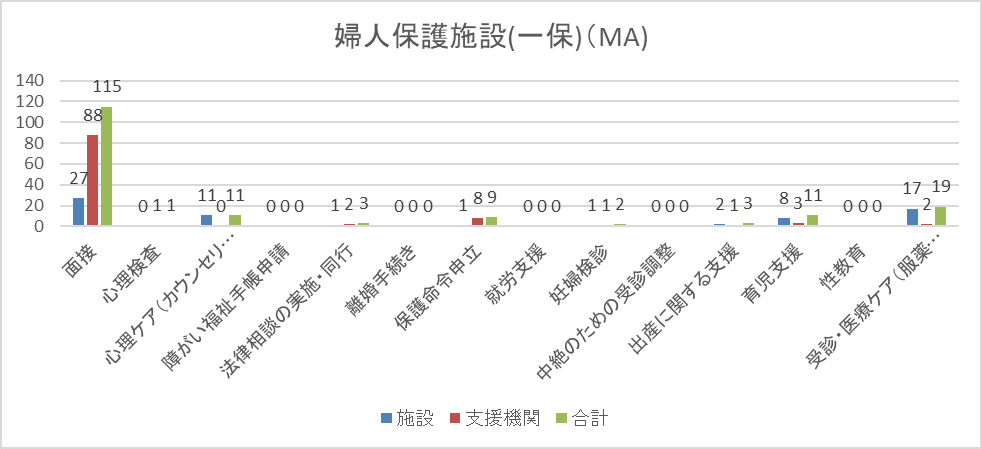 婦人保護施設(一保)(MA)
140
120
100
80
60
40
20
0
27 88 115
0 1 1
11 0 11
0 0 0
1 2 3
0 0 0
1 8 9
0 0 0
1 1 2
0 0 0
2 1 3
8 3 11
0 0 0
17 2 19
面接
心理検査
心理ケア(カウンセリ…
障がい福祉手帳申請
法律相談の実施・同行
離婚手続き
保護命令申立
就労支援
妊婦検診
中絶のための受診調整
出産に関する支援
育児支援
性教育
受診・医療ケア(服薬…
施設 支援機関 合計